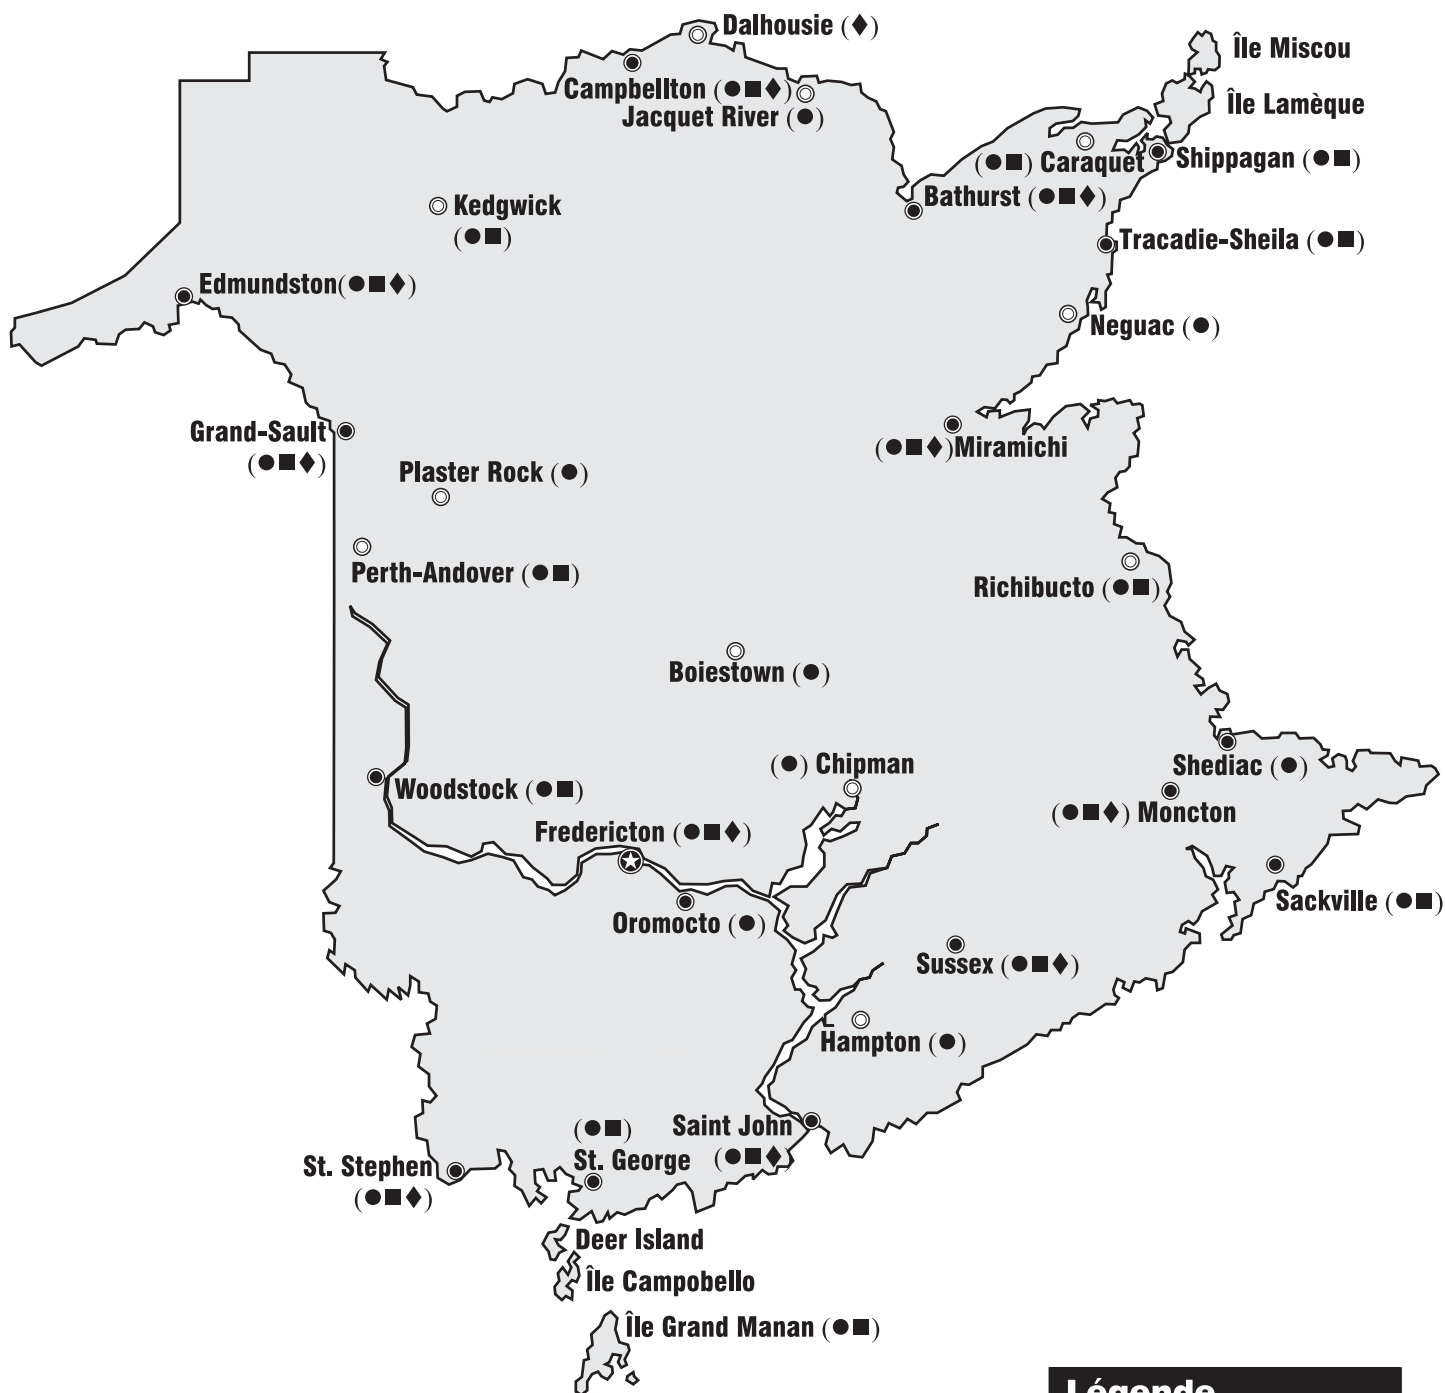 Dalhousie (♦)
Île Miscou
Campbellton (●■♦)
Île Lamèque
Jacquet River (●)
(●■) Caraquet
Shippagan (●■)
Bathurst (●■♦)
Kedgwick
(●■)
Tracadie-Sheila (●■)
Edmundston(●■♦)
Neguac (●)
Grand-Sault
(●■♦)
(●■♦)Miramichi
Plaster Rock (●)
Perth-Andover (●■)
Richibucto (●■)
Boiestown (●)
(●) Chipman
Shediac (●)
Woodstock (●■)
(●■♦) Moncton
Fredericton (●■♦)
Sackville (●■)
Oromocto (●)
Sussex (●■♦)
Hampton (●)
Saint John
(●■♦)
(●■)
St. George
St. Stephen
(●■♦)
Deer Island
Île Campobello
Île Grand Manan (●■)
Légende